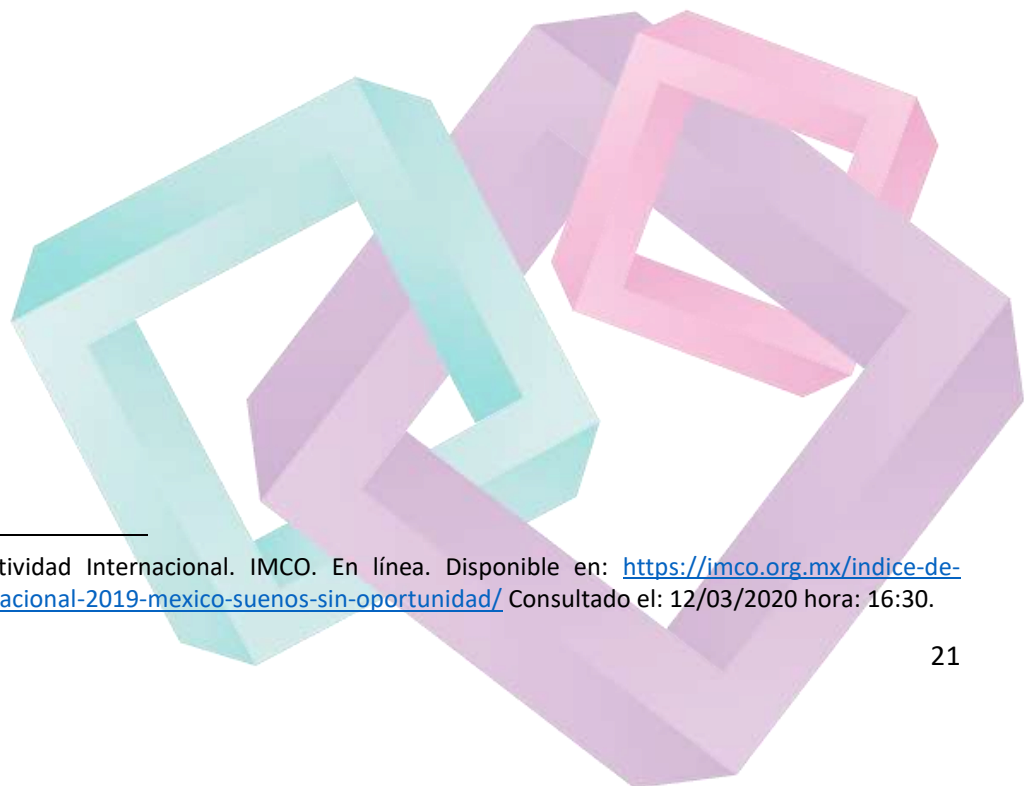 tividad Internacional. IMCO. En línea. Disponible en: https://imco.org.mx/indice-de-
acional-2019-mexico-suenos-sin-oportunidad/ Consultado el: 12/03/2020 hora: 16:30.
21